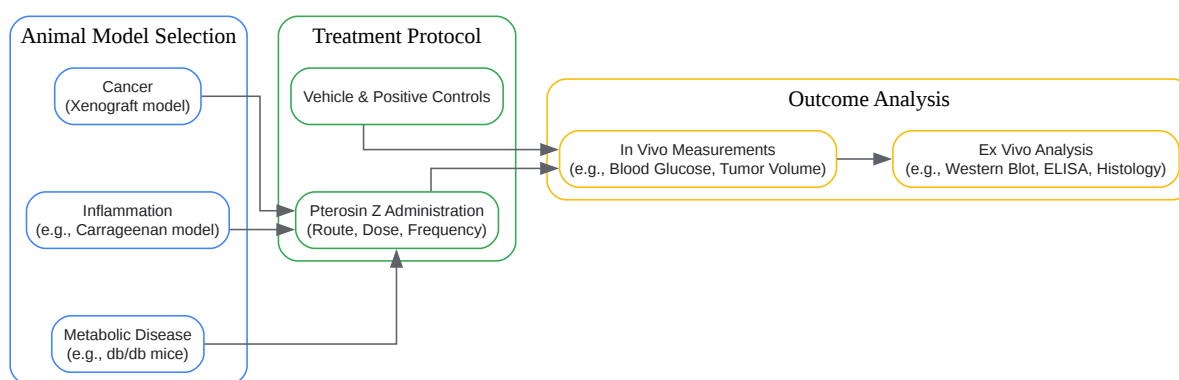 Animal Model Selection
Cancer
(Xenograft model)
Inflammation
(e.g., Carrageenan model)
Metabolic Disease
(e.g., db/db mice)
Treatment Protocol
Vehicle & Positive Controls
Pterosin Z Administration
(Route, Dose, Frequency)
Outcome Analysis
In Vivo Measurements
(e.g., Blood Glucose, Tumor Volume)
Ex Vivo Analysis
(e.g., Western Blot, ELISA, Histology)